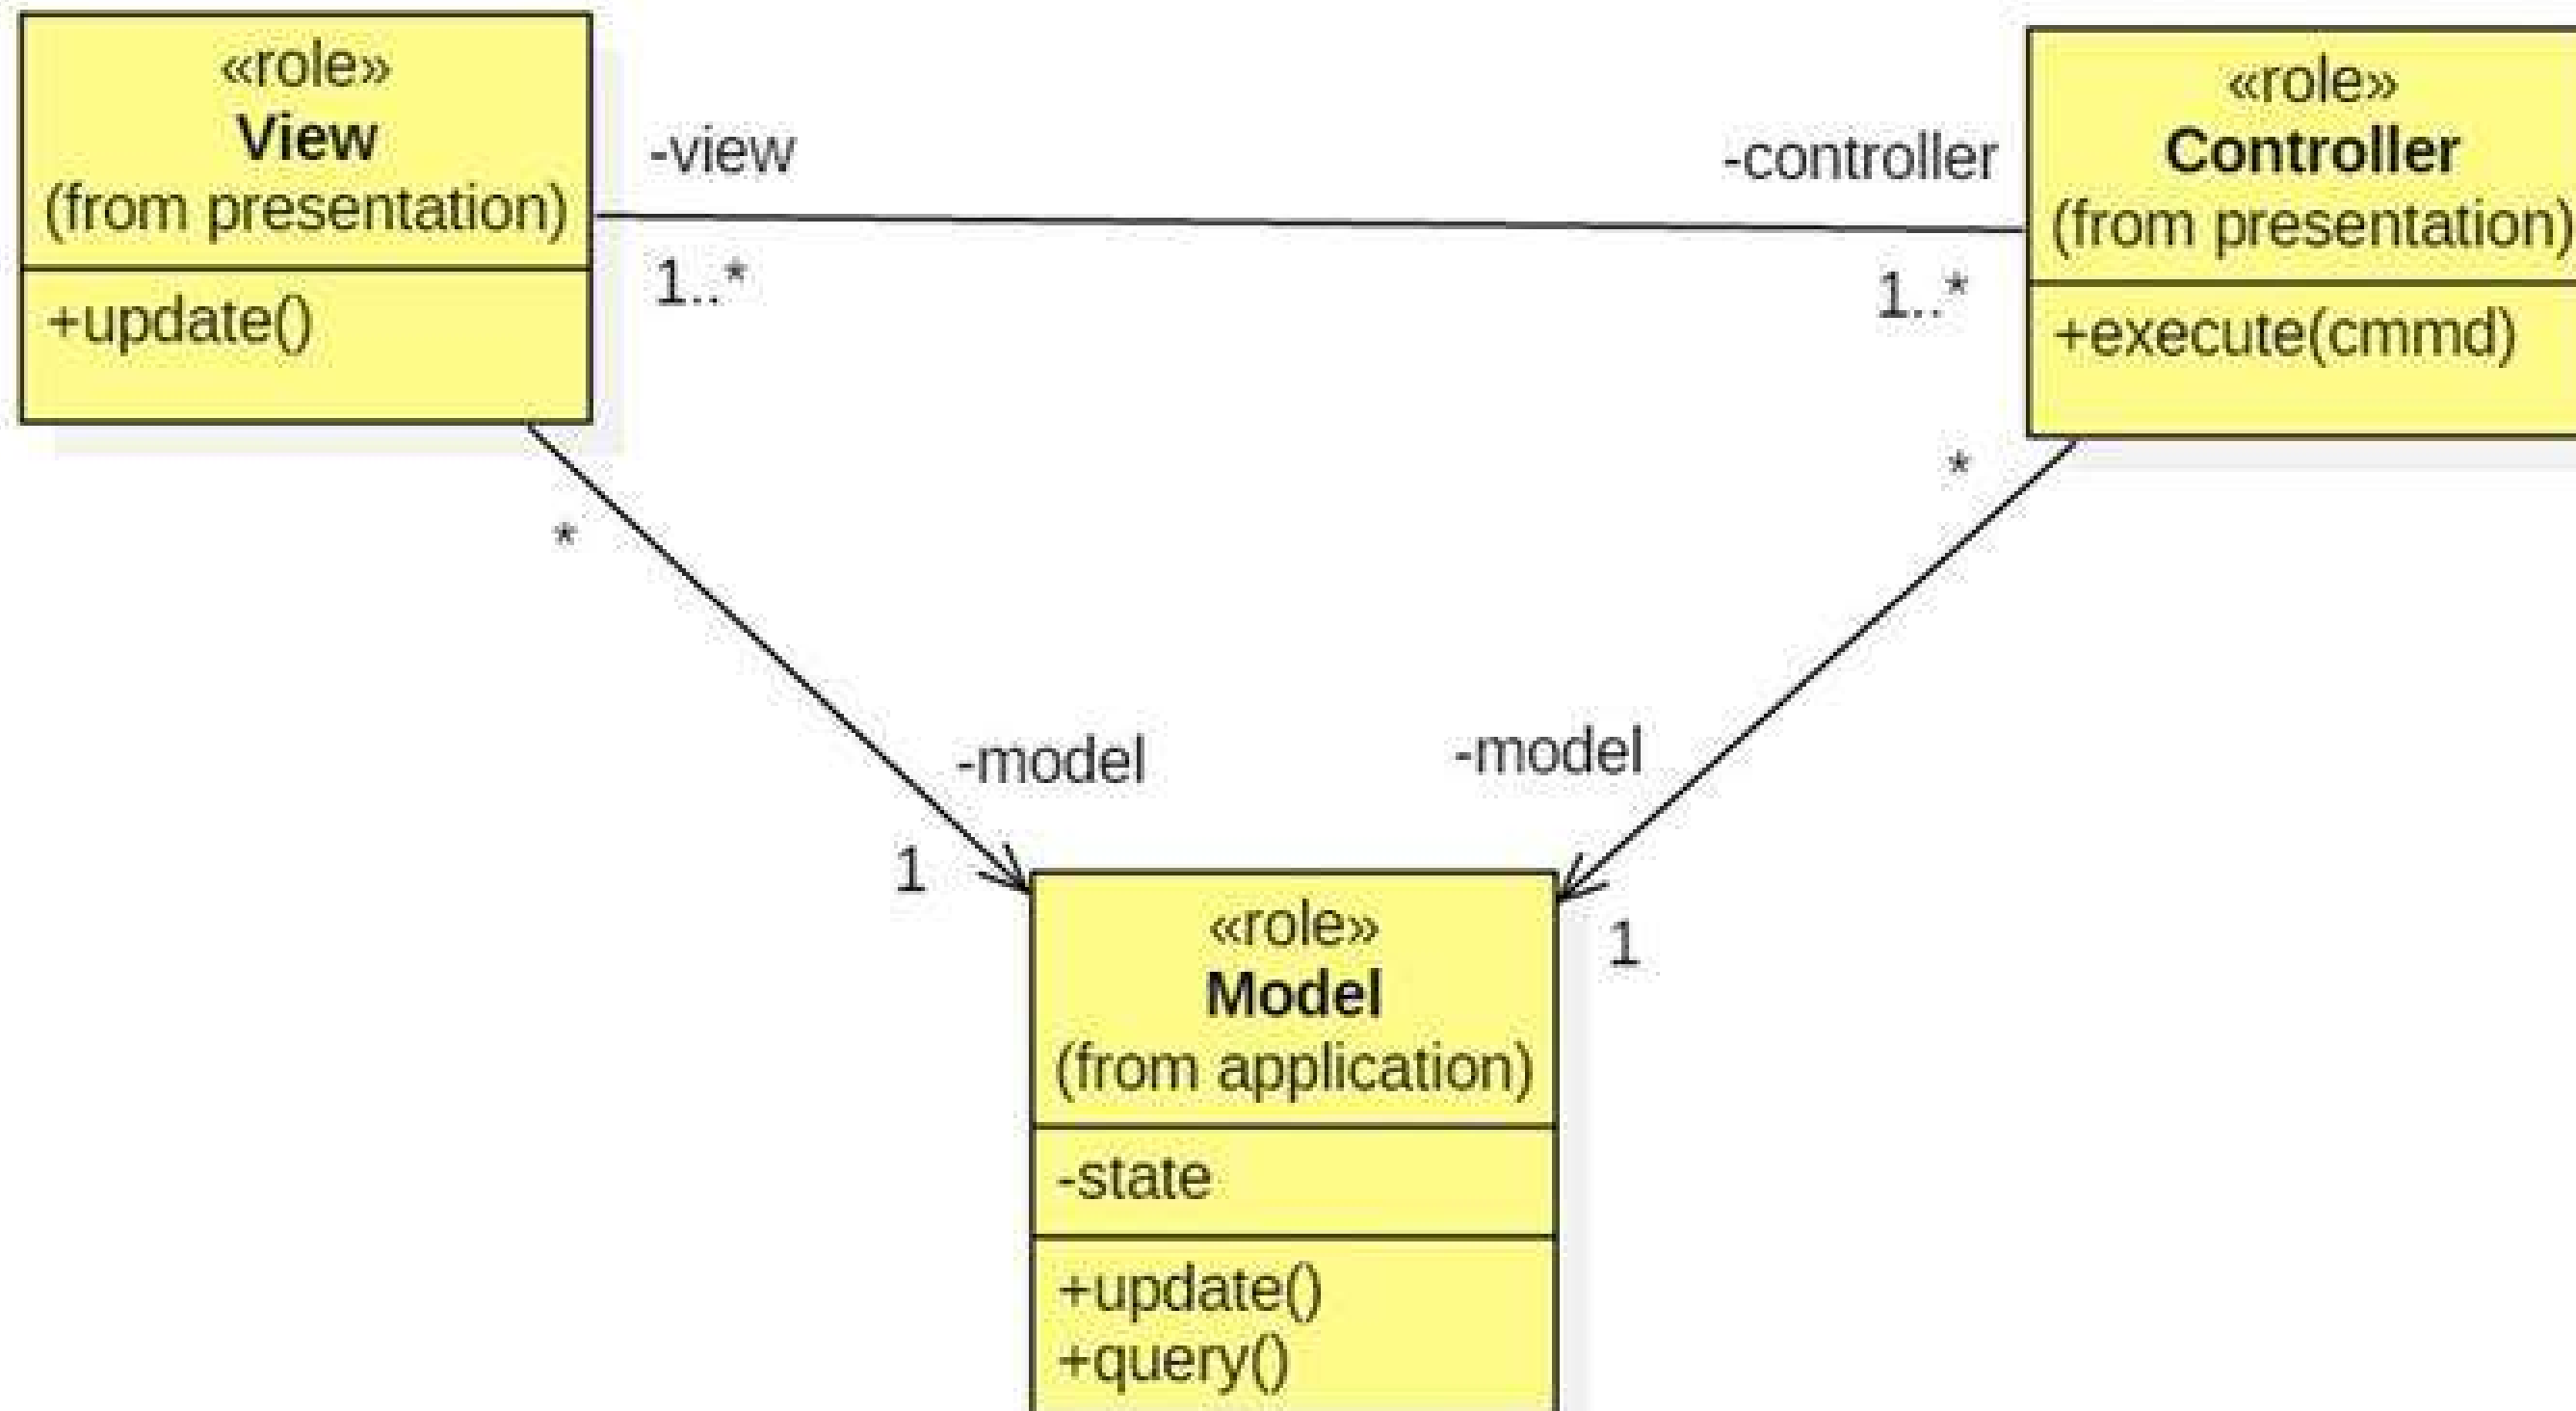 «role»
View
(from presentation)
+update()
-view
1..*
-controller
1..*
«role»
Controller
(from presentation)
+execute(cmmd)
*
*
-model
1
-model
1
«role»
Model
(from application)
-state
+update()
+query()